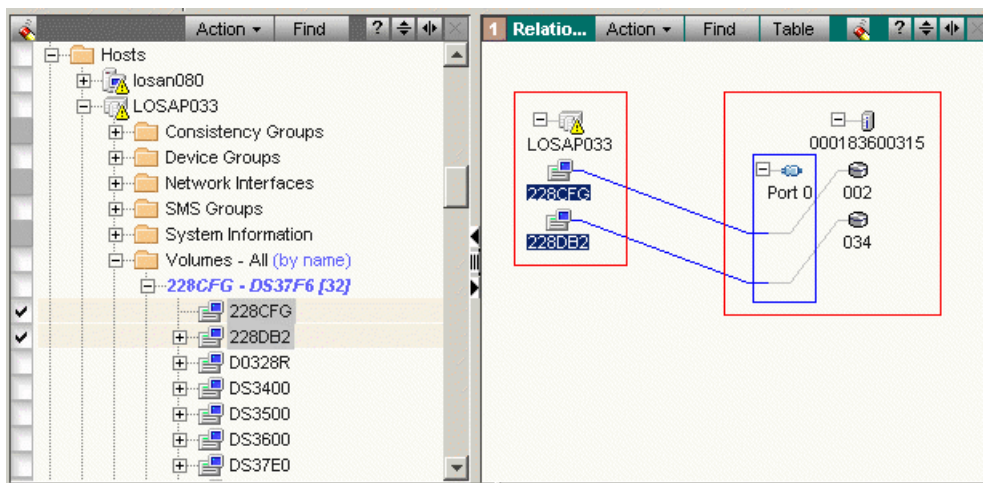 Action Find ?
Hosts
losan080
LOSAP033
Consistency Groups
Device Groups
Network Interfaces
SMS Groups
System Information
Volumes - All (by name)
228CFG - DS37F6 [32]
228CFG
228DB2
D0328R
DS3400
DS3500
DS3600
DS37E0
1 Relatio... Action Find Table ?
LOSAP033
228CFG
228DB2
000183600315
Port 0
002
034